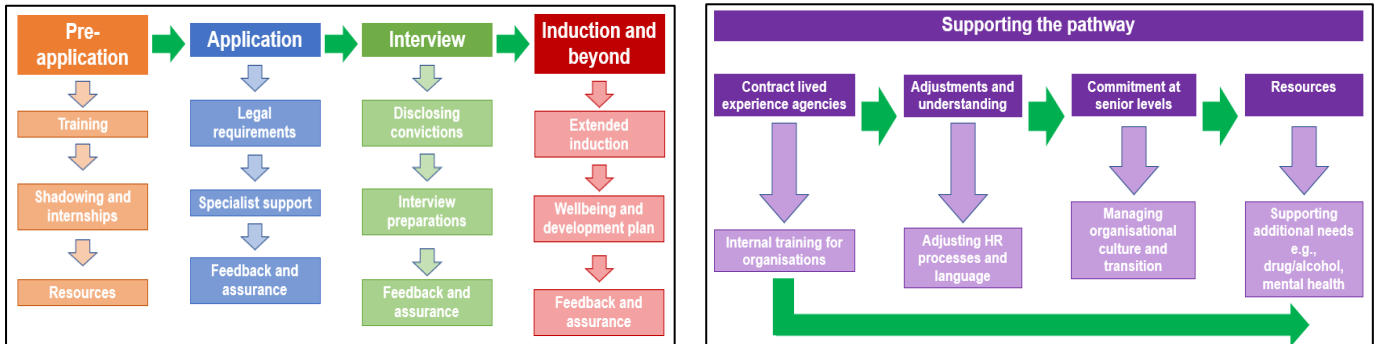 Pre-
application
Application
Interview
Induction and
beyond
Training
Legal
requirements
Disclosing
convictions
Extended
induction
Shadowing and
internships
Specialist support
Interview
preparations
Wellbeing and
development plan
Resources
Feedback and
assurance
Feedback and
assurance
Feedback and
assurance
Supporting the pathway
Contract lived
experience agencies
Adjustments and
understanding
Commitment at
senior levels
Resources
Internal training for
organisations
Adjusting HR
processes and
language
Managing
organisational
culture and
transition
Supporting
additional needs
e.g.,
drug/alcohol,
mental health